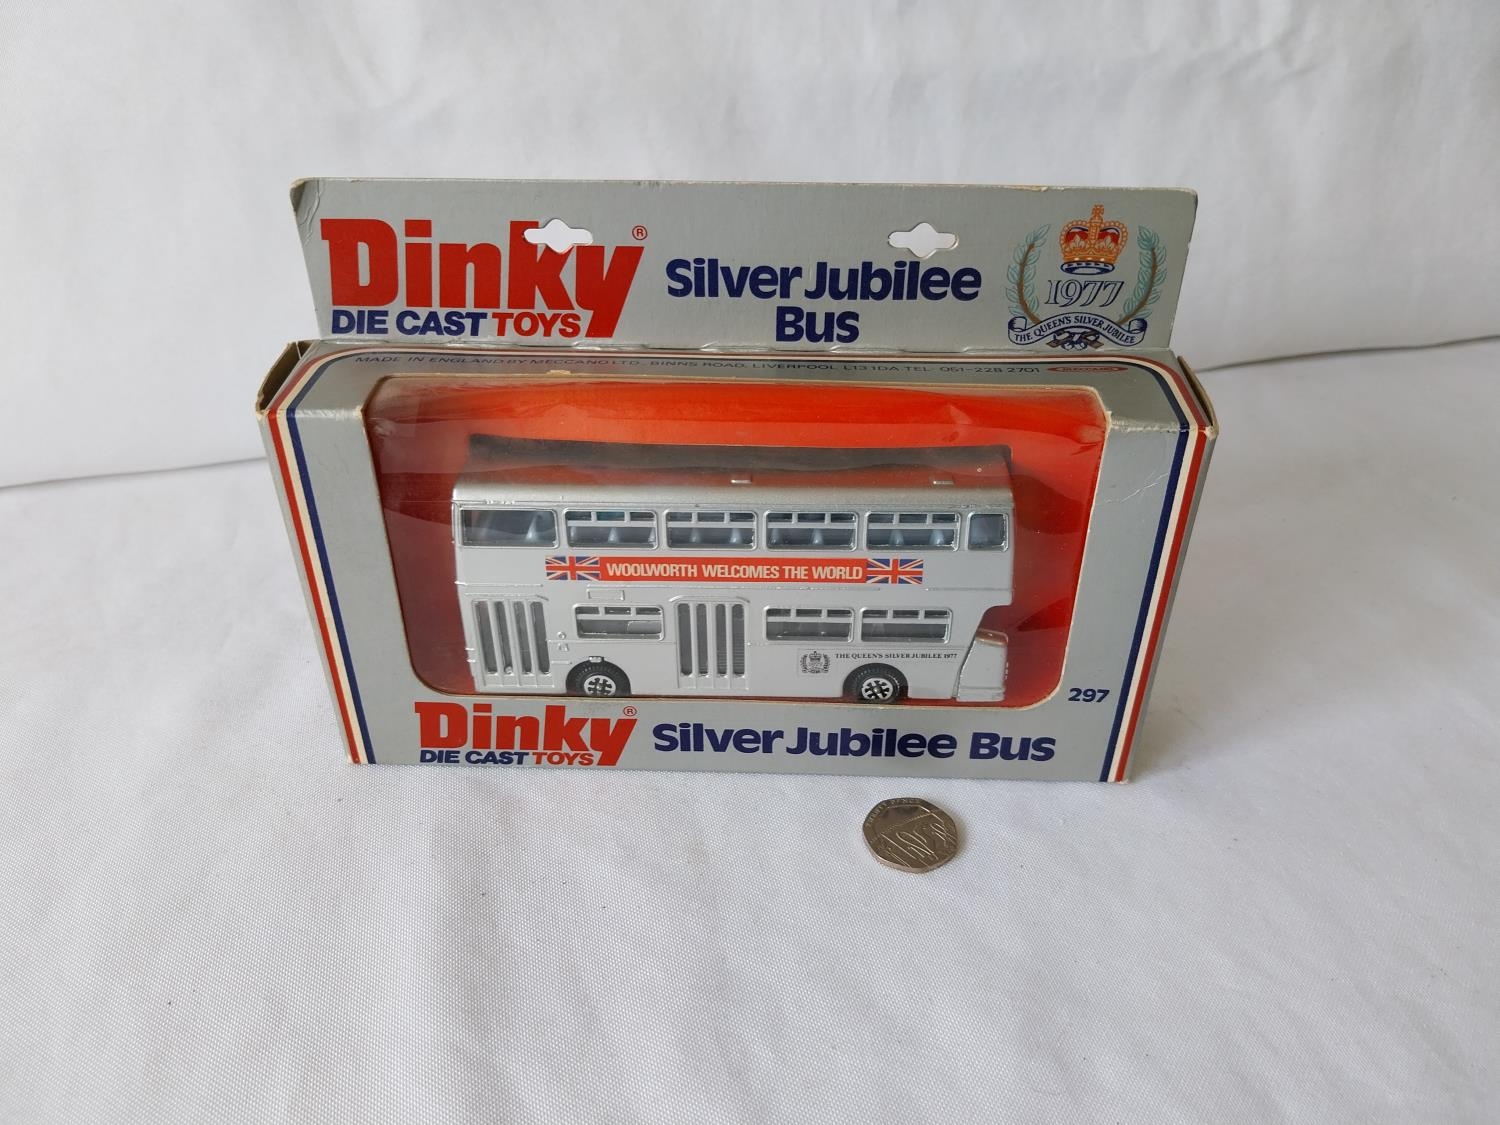 Dinky®
DIE CAST TOYS
Silver Jubilee
Bus
1977
THE QUEEN'S SILVER JUBILEE
MADE IN ENGLAND BY MECCANO LTD. BINNS ROAD, LIVERPOOL L13 1DA. TEL: 051-228 2701
WOOLWORTH WELCOMES THE WORLD
THE QUEEN'S SILVER JUBILEE 1977
297
Dinky®
DIE CAST TOYS
Silver Jubilee Bus
TWENTY PENCE